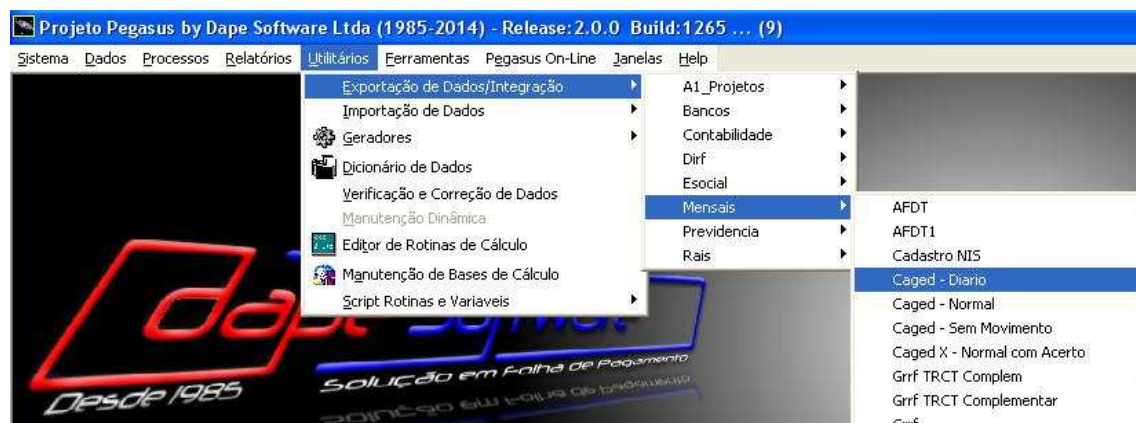 Projeto Pegasus by Dape Software Ltda (1985-2014) - Release:2.0.0 Build:1265 ... (9)
Sistema Dados Processos Relatórios Utilitários Ferramentas Pegasus On-Line Janelas Help
Exportação de Dados/Integração
Importação de Dados
Geradores
Dicionário de Dados
Verificação e Correção de Dados
Manutenção Dinâmica
Editor de Rotinas de Cálculo
Manutenção de Bases de Cálculo
Script Rotinas e Variaveis
A1_Projetos
Bancos
Contabilidade
Dirf
Esocial
Mensais
Previdencia
Rais
AFDT
AFDT1
Cadastro NIS
Caged - Diario
Caged - Normal
Caged - Sem Movimento
Caged X - Normal com Acerto
Grrf TRCT Complem
Grrf TRCT Complementar
Desde 1985
Solução em Folha de Pagamento